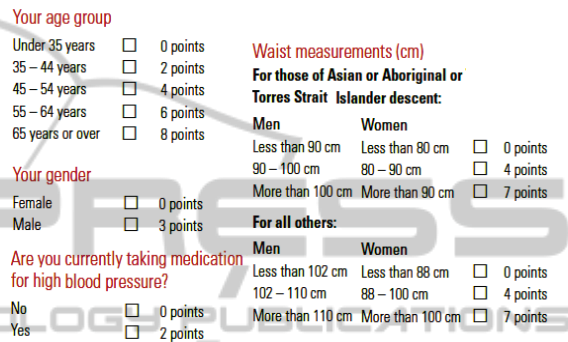 Your age group
Under 35 years ☐ 0 points
35 – 44 years ☐ 2 points
45 – 54 years ☐ 4 points
55 – 64 years ☐ 6 points
65 years or over ☐ 8 points
Your gender
Female ☐ 0 points
Male ☐ 3 points
Are you currently taking medication
for high blood pressure?
No ☐ 0 points
Yes ☐ 2 points
Waist measurements (cm)
For those of Asian or Aboriginal or
Torres Strait Islander descent:
Men Women
Less than 90 cm Less than 80 cm ☐ 0 points
90 – 100 cm 80 – 90 cm ☐ 4 points
More than 100 cm More than 90 cm ☐ 7 points
For all others:
Men Women
Less than 102 cm Less than 88 cm ☐ 0 points
102 – 110 cm 88 – 100 cm ☐ 4 points
More than 110 cm More than 100 cm ☐ 7 points
PRESS
LOGY PUBLICATIONS